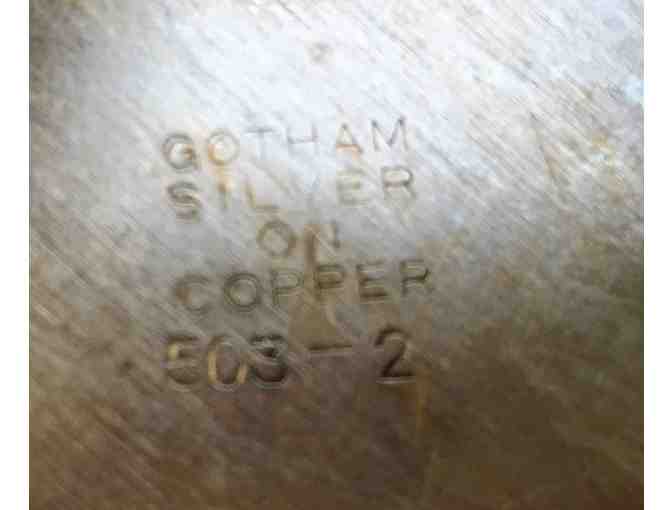 GOTHAM
SILVER
ON
COPPER
503-2